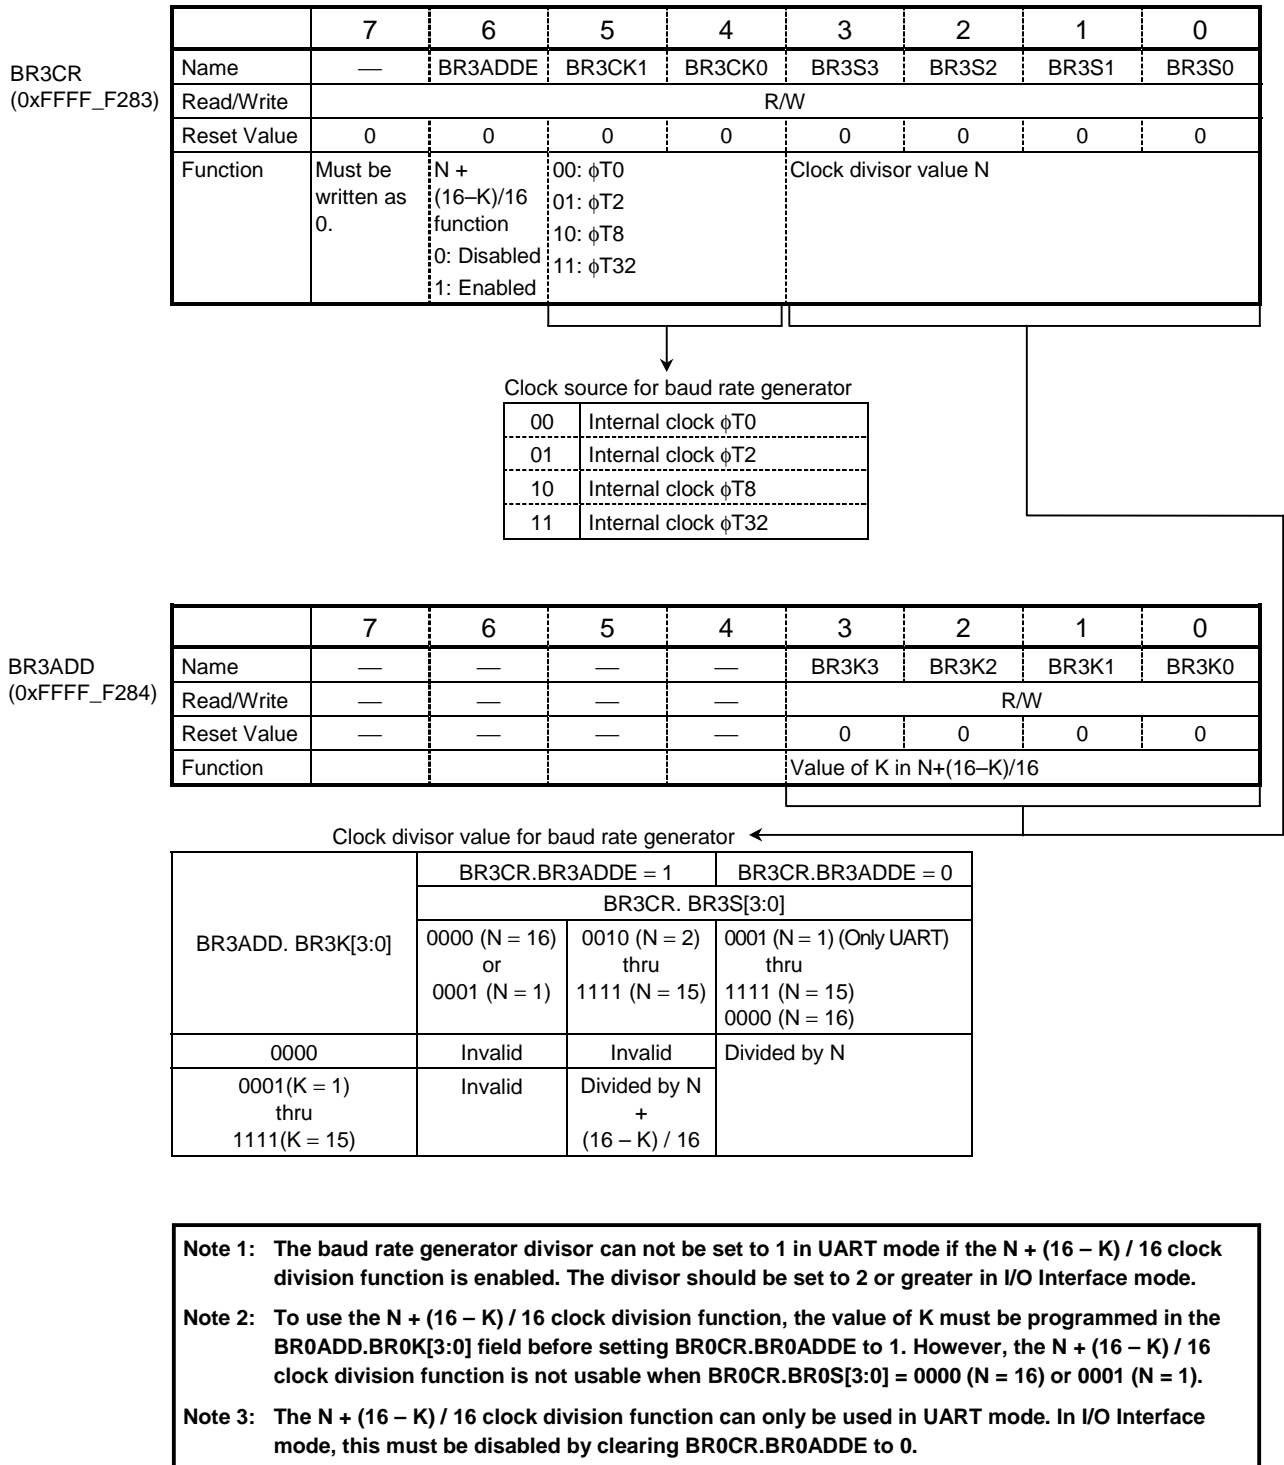 7 6 5 4 3 2 1 0
BR3CR
(0xFFFF_F283)
Name — BR3ADDE BR3CK1 BR3CK0 BR3S3 BR3S2 BR3S1 BR3S0
Read/Write R/W
Reset Value 0 0 0 0 0 0 0 0
Function
Must be
written as
0.
N +
(16–K)/16
function
0: Disabled
1: Enabled
00: ϕT0
01: ϕT2
10: ϕT8
11: ϕT32
Clock divisor value N
Clock source for baud rate generator
00 Internal clock ϕT0
01 Internal clock ϕT2
10 Internal clock ϕT8
11 Internal clock ϕT32
7 6 5 4 3 2 1 0
BR3ADD
(0xFFFF_F284)
Name — — — — BR3K3 BR3K2 BR3K1 BR3K0
Read/Write — — — — R/W
Reset Value — — — — 0 0 0 0
Function Value of K in N+(16–K)/16
Clock divisor value for baud rate generator
BR3ADD. BR3K[3:0]
BR3CR.BR3ADDE = 1 BR3CR.BR3ADDE = 0
BR3CR. BR3S[3:0]
0000 (N = 16)
or
0001 (N = 1)
0010 (N = 2)
thru
1111 (N = 15)
0001 (N = 1) (Only UART)
thru
1111 (N = 15)
0000 (N = 16)
0000 Invalid Invalid Divided by N
0001(K = 1)
thru
1111(K = 15)
Invalid
Divided by N
+
(16 – K) / 16
Note 1: The baud rate generator divisor can not be set to 1 in UART mode if the N + (16 – K) / 16 clock
division function is enabled. The divisor should be set to 2 or greater in I/O Interface mode.
Note 2: To use the N + (16 – K) / 16 clock division function, the value of K must be programmed in the
BR0ADD.BR0K[3:0] field before setting BR0CR.BR0ADDE to 1. However, the N + (16 – K) / 16
clock division function is not usable when BR0CR.BR0S[3:0] = 0000 (N = 16) or 0001 (N = 1).
Note 3: The N + (16 – K) / 16 clock division function can only be used in UART mode. In I/O Interface
mode, this must be disabled by clearing BR0CR.BR0ADDE to 0.